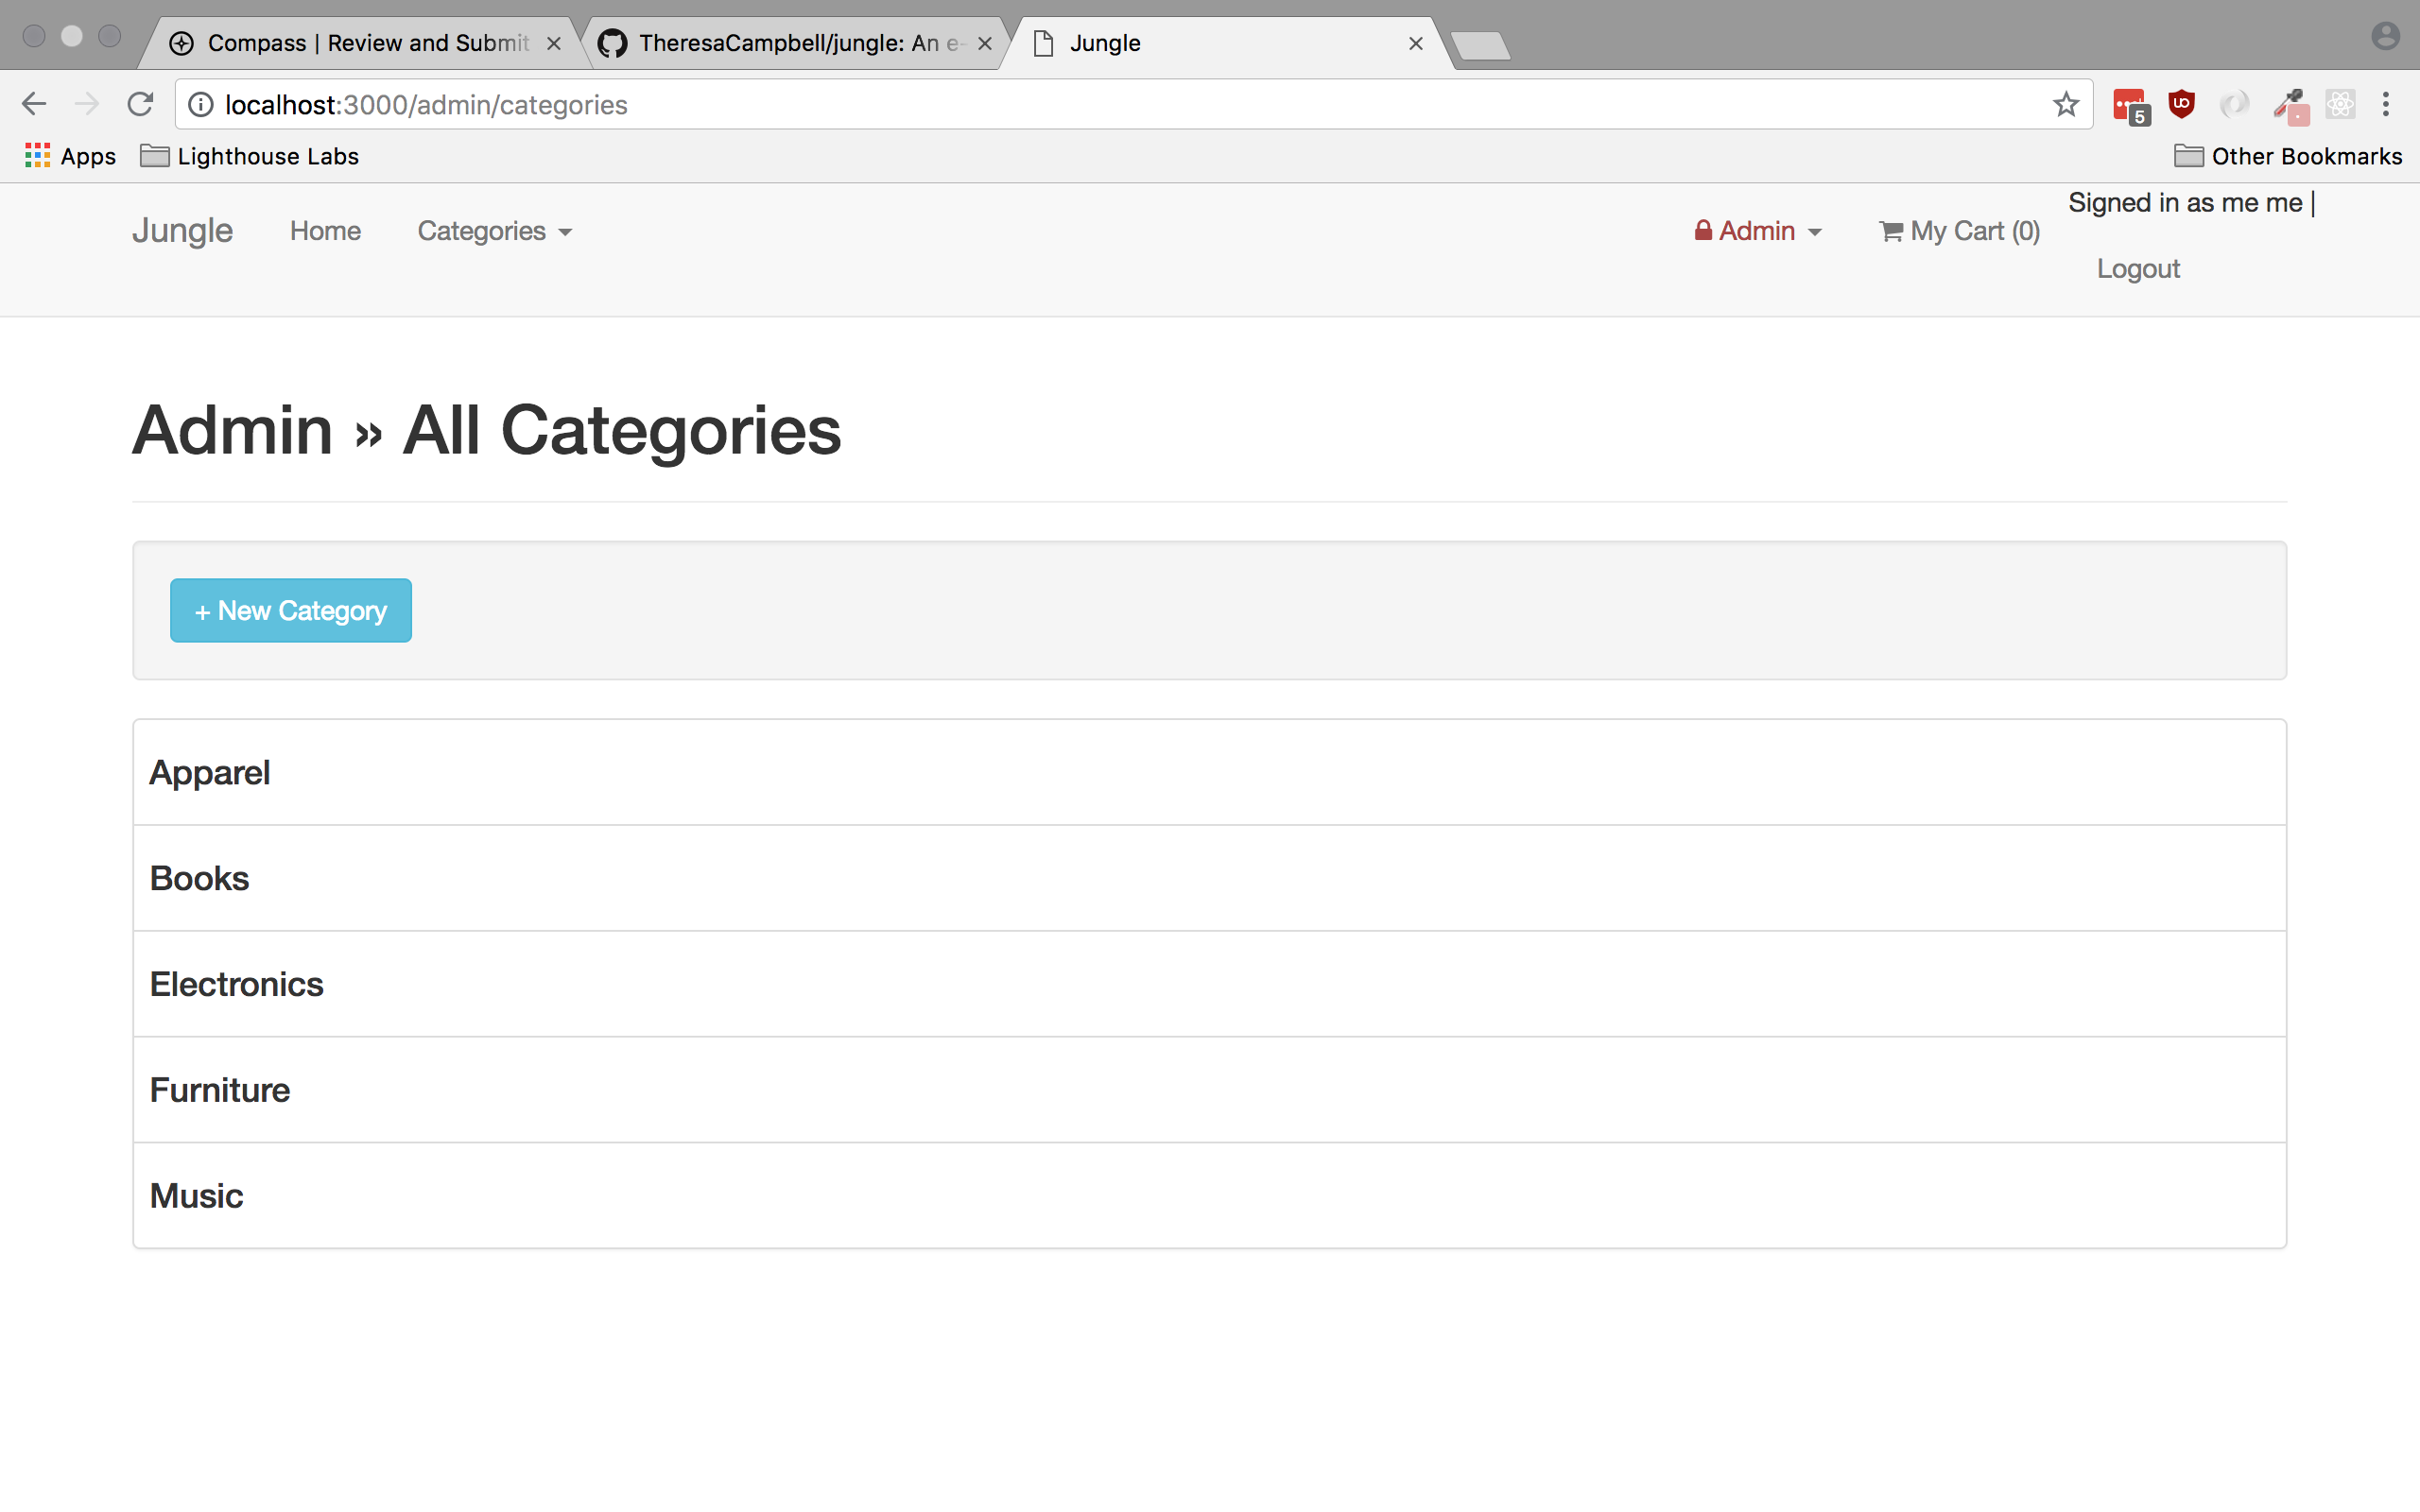 Compass | Review and Submit
TheresaCampbell/jungle: An e-
Jungle
localhost:3000/admin/categories
5
Apps
Lighthouse Labs
Other Bookmarks
Jungle
Home
Categories
Admin
My Cart (0)
Signed in as me me |
Logout
Admin » All Categories
+ New Category
Apparel
Books
Electronics
Furniture
Music